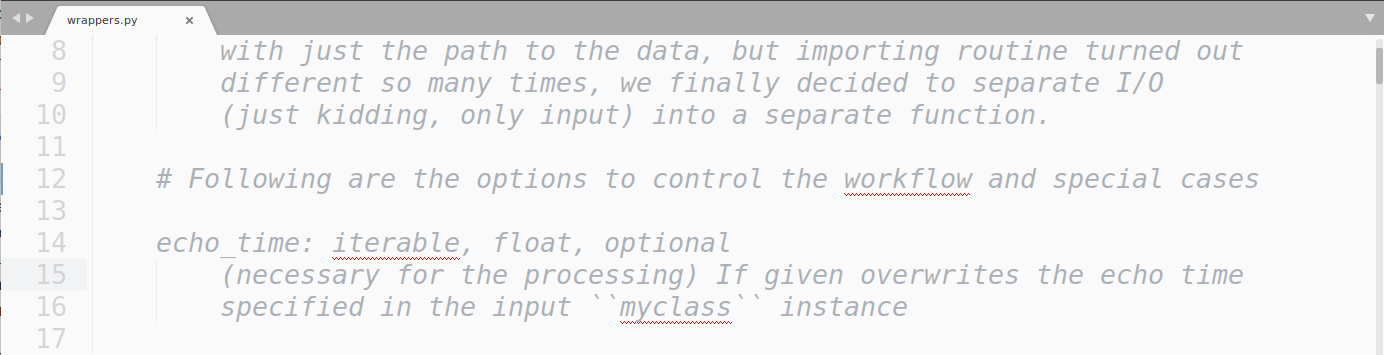 wrappers.py ×
8 with just the path to the data, but importing routine turned out
9 different so many times, we finally decided to separate I/O
10 (just kidding, only input) into a separate function.
11
12 # Following are the options to control the workflow and special cases
13
14 echo_time: iterable, float, optional
15 (necessary for the processing) If given overwrites the echo time
16 specified in the input ``myclass`` instance
17